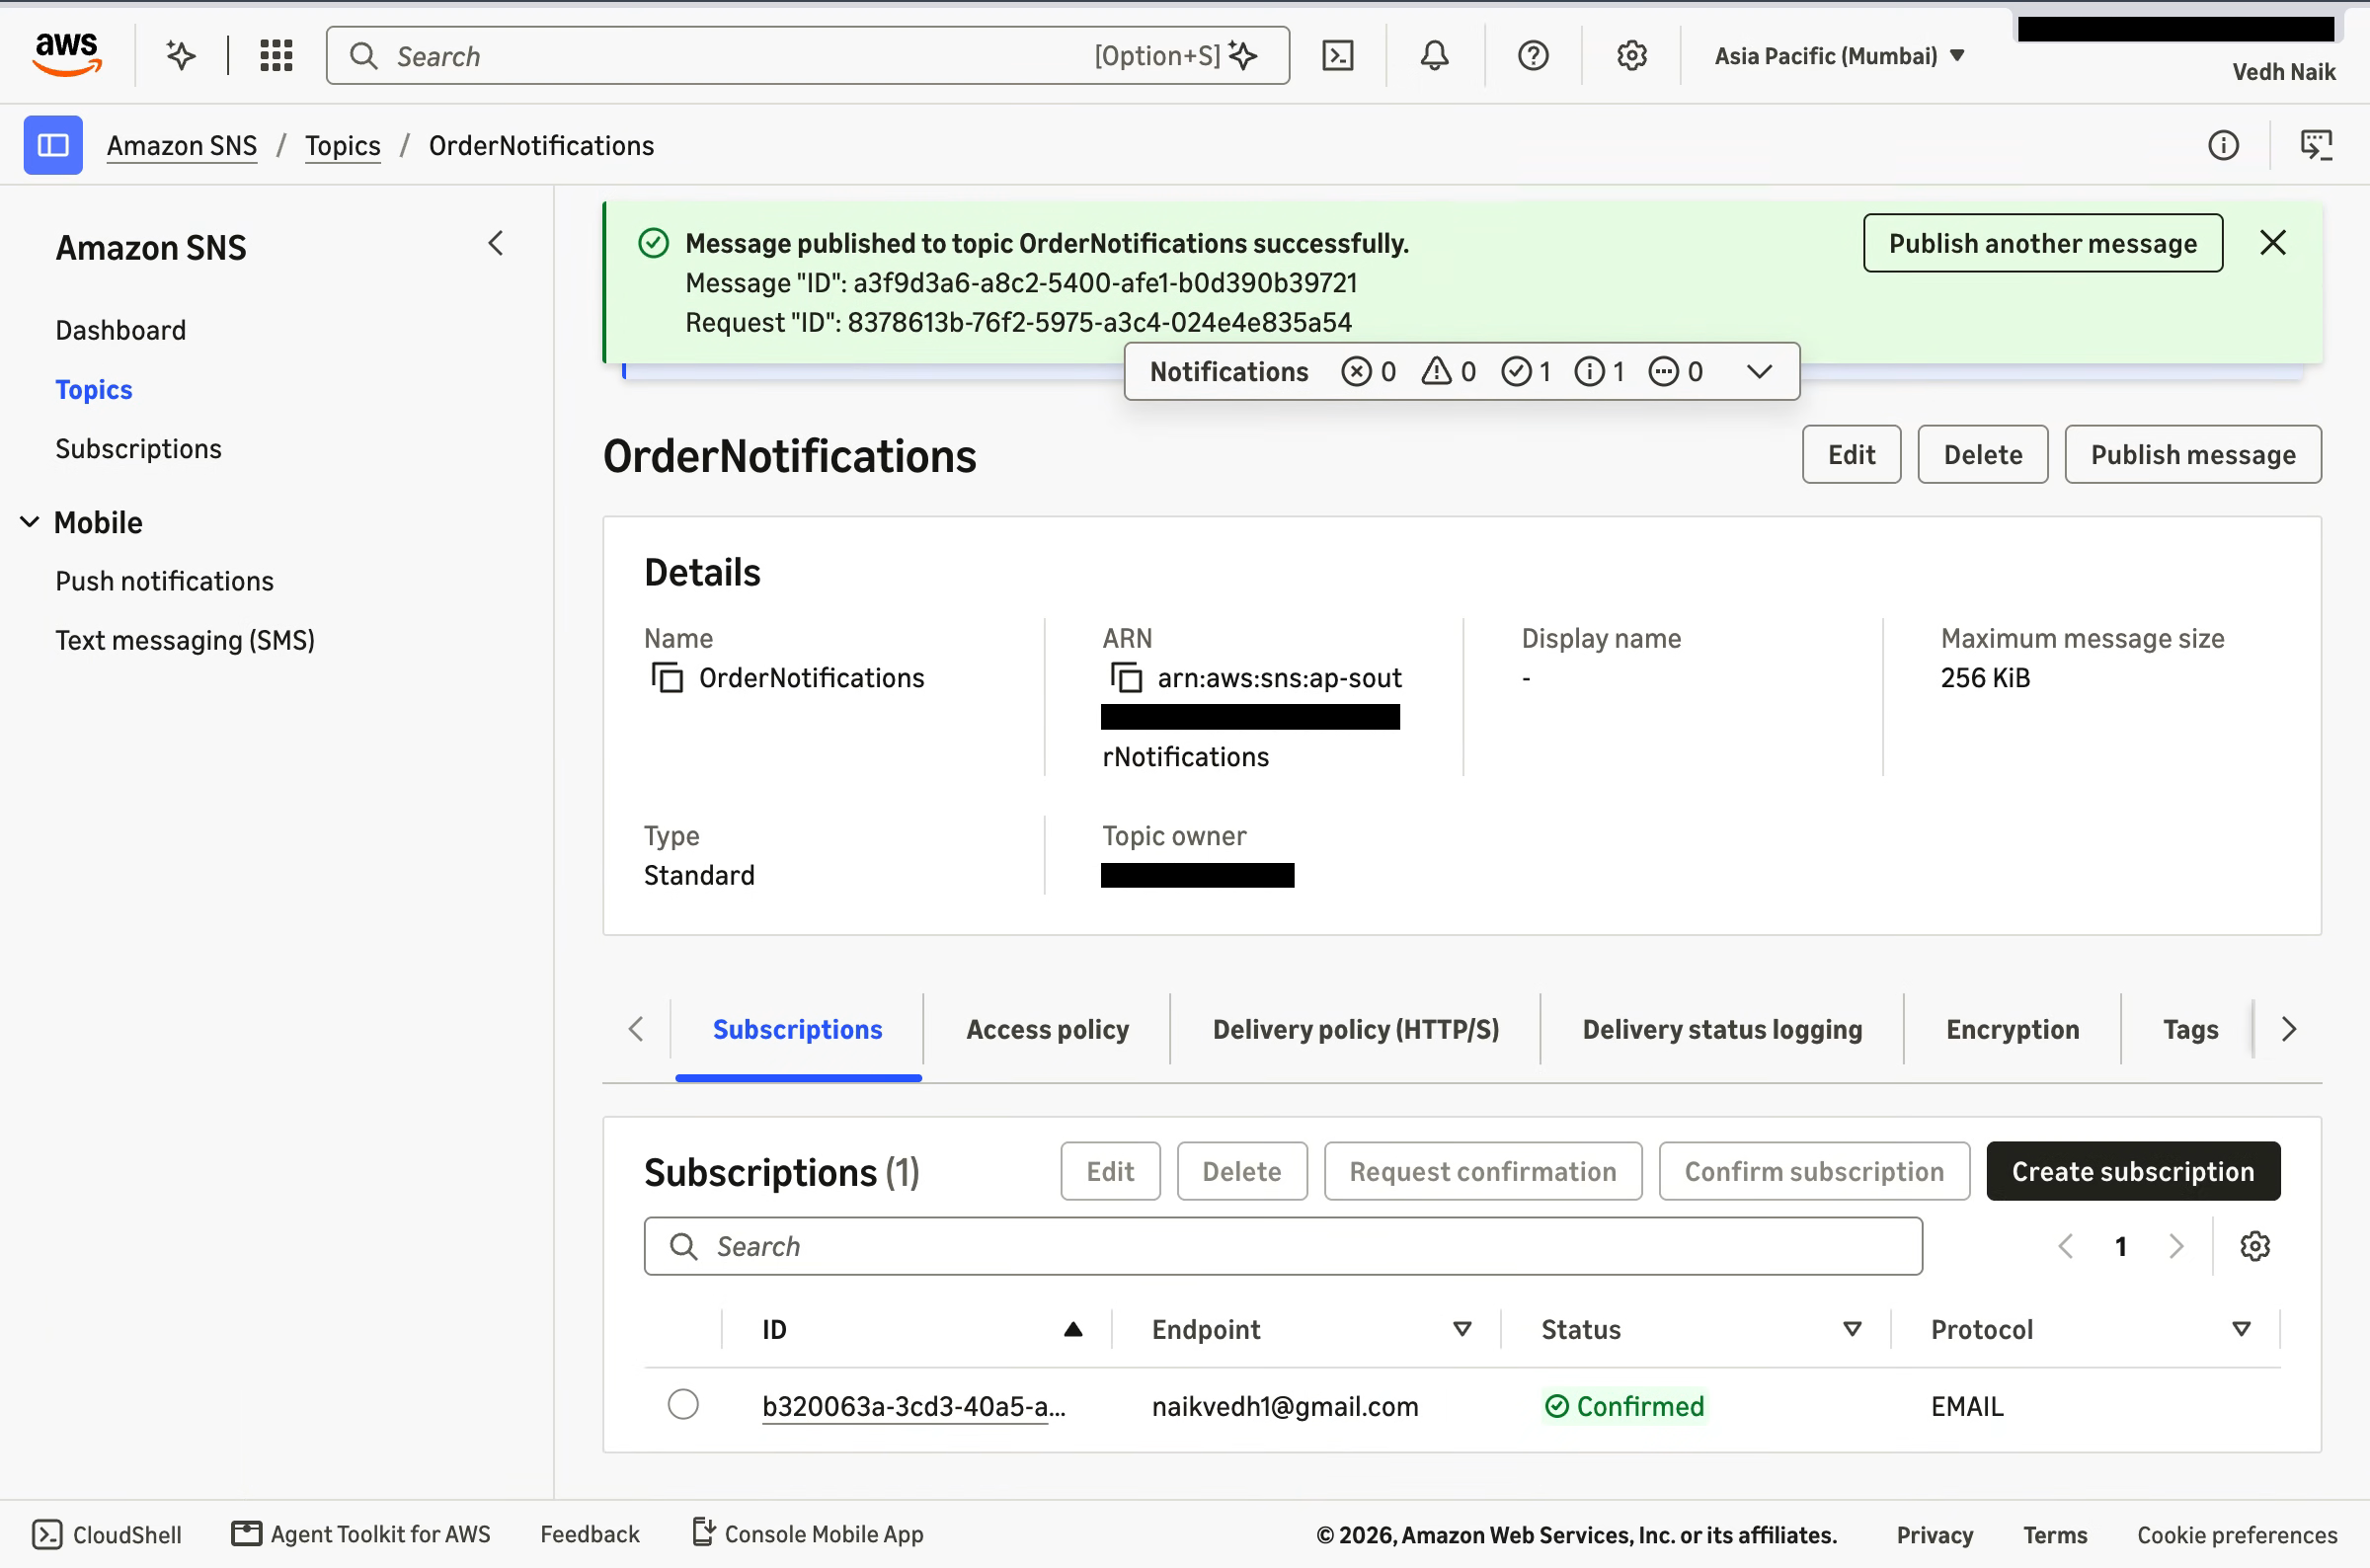 aws
Search [Option+S]
Asia Pacific (Mumbai)
Vedh Naik
Amazon SNS / Topics / OrderNotifications
Amazon SNS
Dashboard
Topics
Subscriptions
Mobile
Push notifications
Text messaging (SMS)
Message published to topic OrderNotifications successfully.
Message "ID": a3f9d3a6-a8c2-5400-afe1-b0d390b39721
Request "ID": 8378613b-76f2-5975-a3c4-024e4e835a54
Publish another message
Notifications 0 0 1 1 0
OrderNotifications
Edit Delete Publish message
Details
Name
OrderNotifications
ARN
arn:aws:sns:ap-sout
rNotifications
Display name
-
Maximum message size
256 KiB
Type
Standard
Topic owner
Subscriptions Access policy Delivery policy (HTTP/S) Delivery status logging Encryption Tags
Subscriptions (1)
Edit Delete Request confirmation Confirm subscription Create subscription
Search
1
ID Endpoint Status Protocol
b320063a-3cd3-40a5-a... naikvedh1@gmail.com Confirmed EMAIL
CloudShell Agent Toolkit for AWS Feedback Console Mobile App © 2026, Amazon Web Services, Inc. or its affiliates. Privacy Terms Cookie preferences